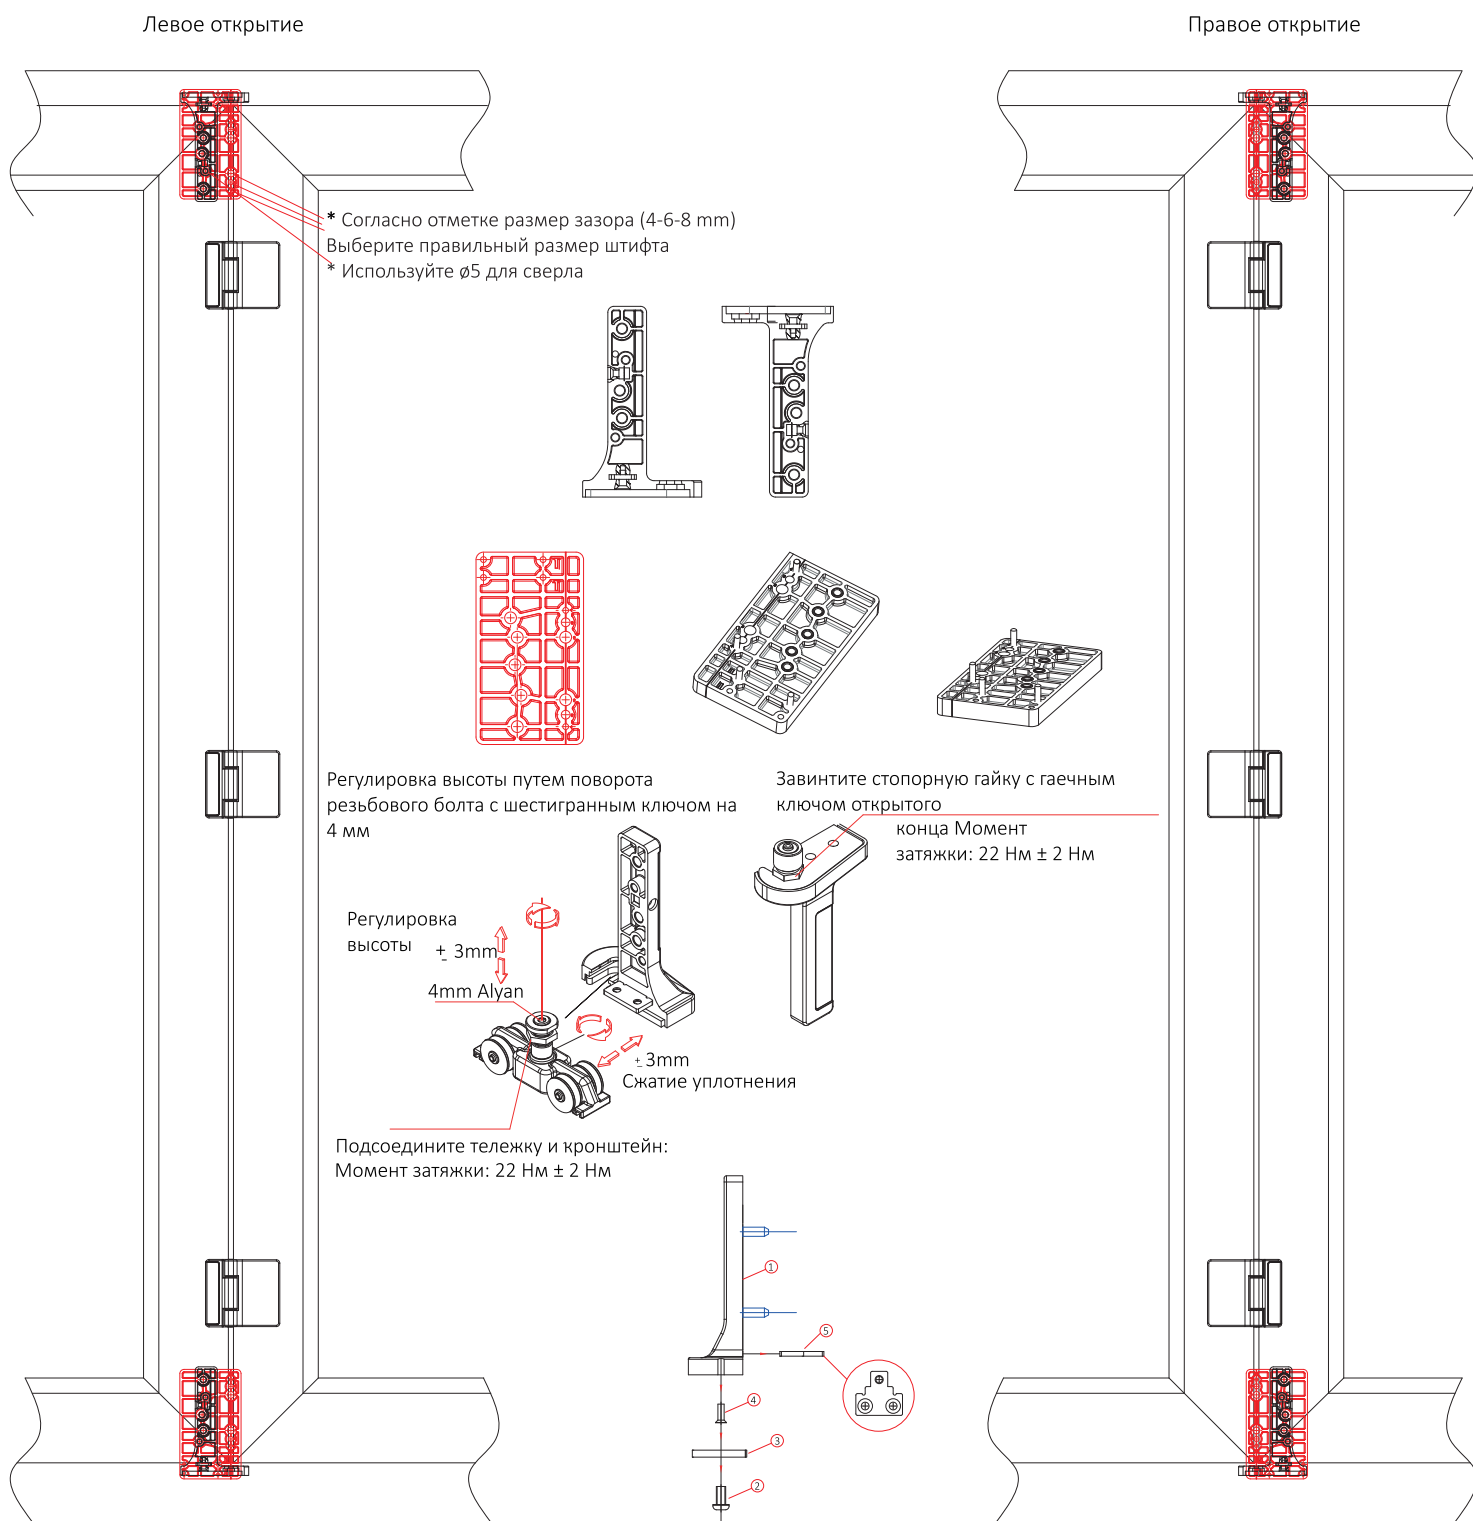 Левое открытие
Правое открытие
* Согласно отметке размер зазора (4-6-8 mm)
Выберите правильный размер штифта
* Используйте ø5 для сверла
Регулировка высоты путем поворота
резьбового болта с шестигранным ключом на
4 мм
Завинтите стопорную гайку с гаечным
ключом открытого
конца Момент
затяжки: 22 Нм ± 2 Нм
Регулировка
высоты
± 3mm
4mm Alyan
± 3mm
Сжатие уплотнения
Подсоедините тележку и кронштейн:
Момент затяжки: 22 Нм ± 2 Нм
1
5
4
3
2